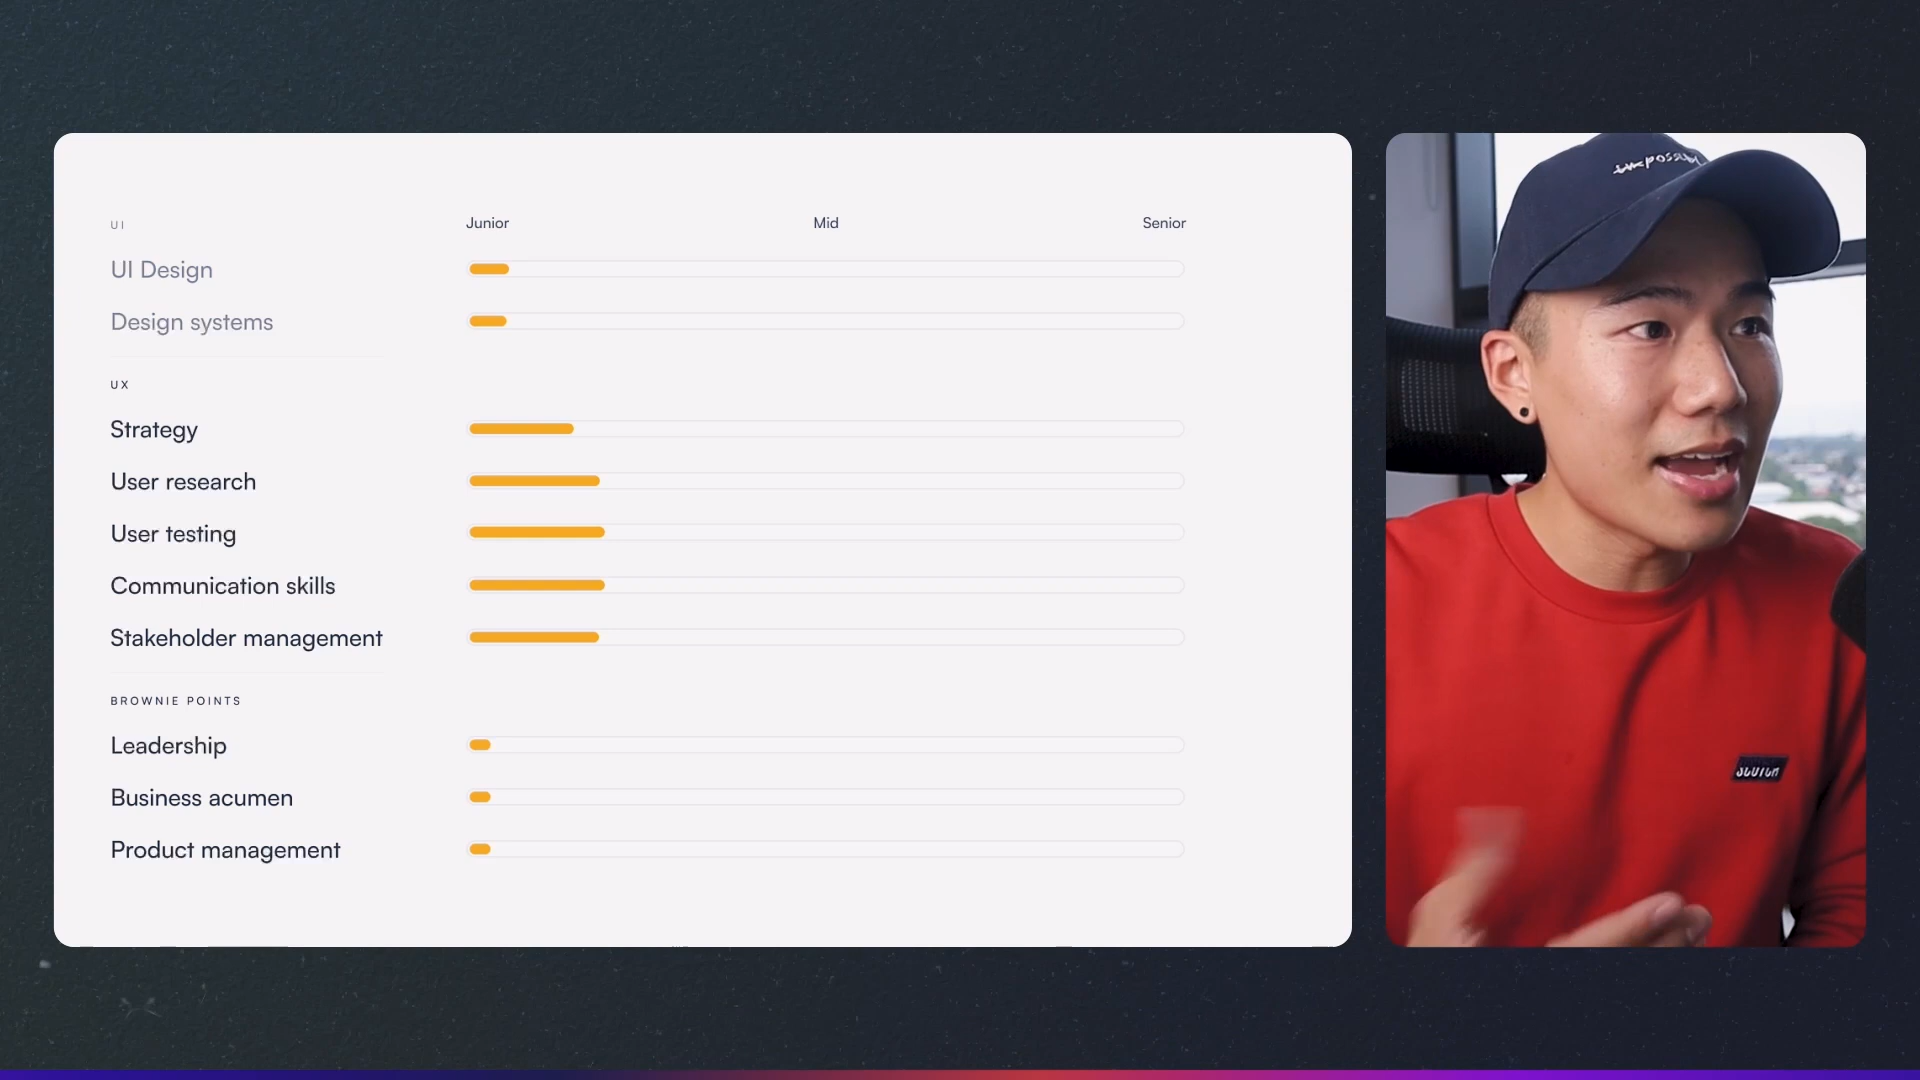 UI
Junior
Mid
Senior
UI Design
Design systems
UX
Strategy
User research
User testing
Communication skills
Stakeholder management
BROWNIE POINTS
Leadership
Business acumen
Product management